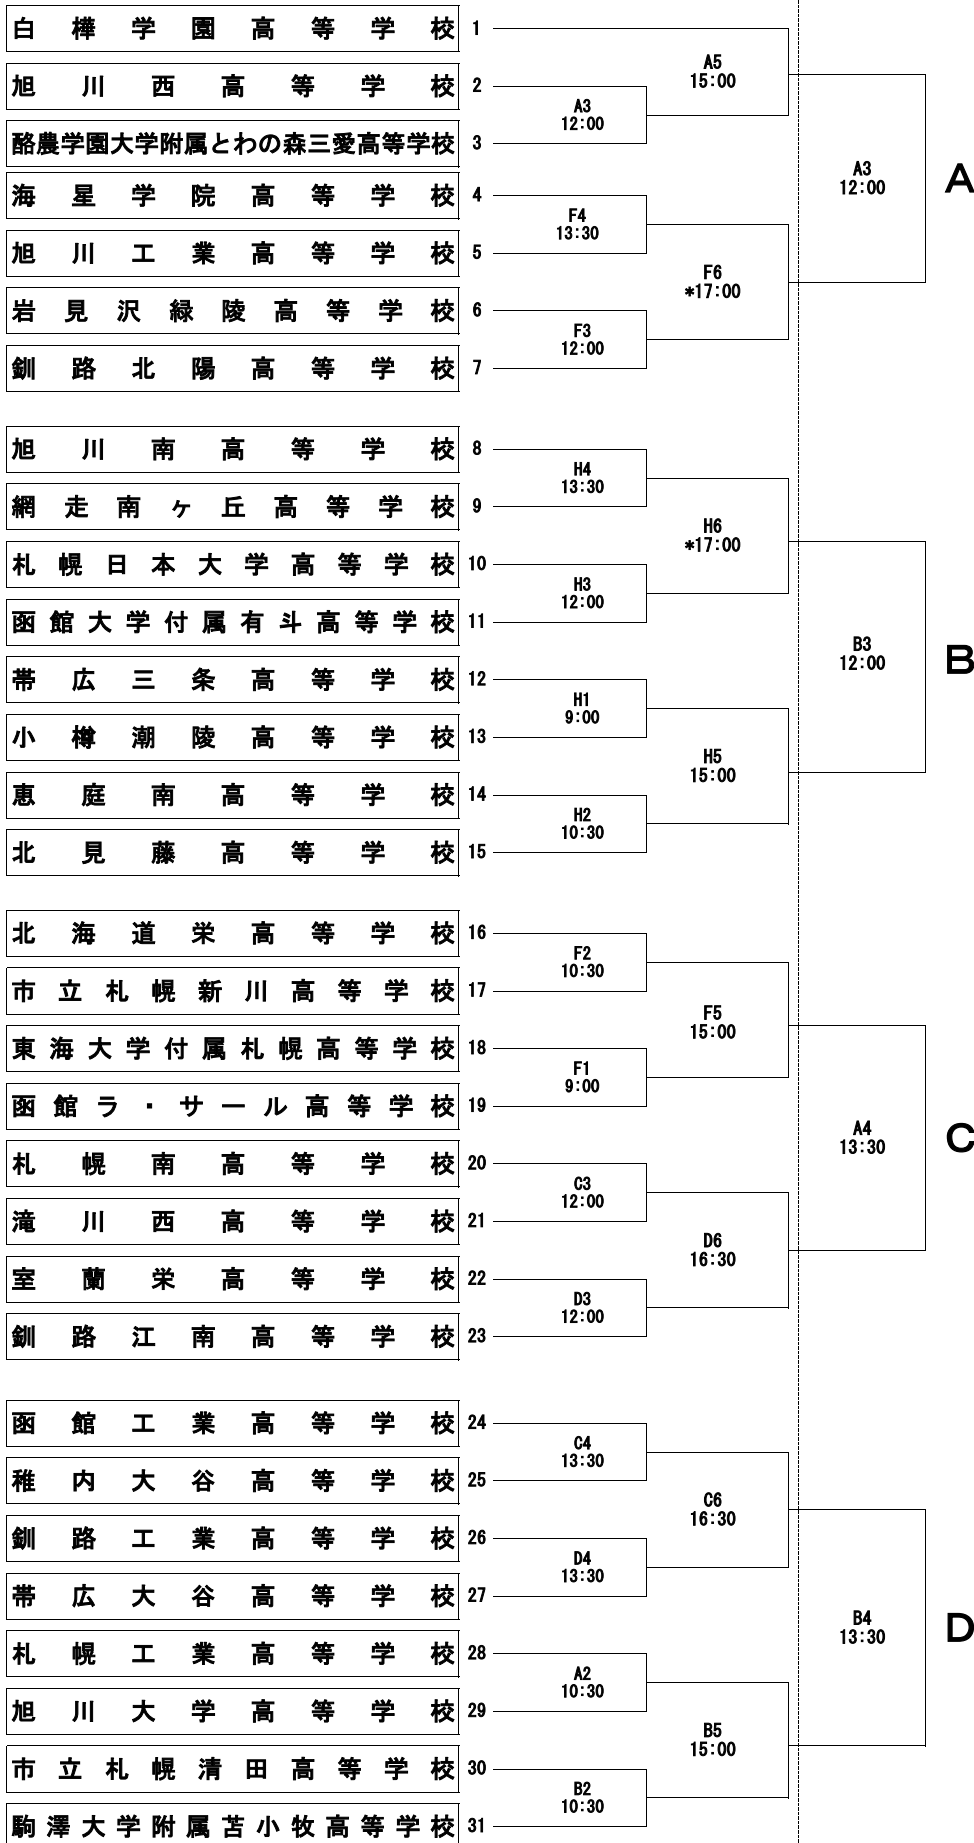 白樺学園高等学校 1
旭川西高等学校 2
酪農学園大学附属とわの森三愛高等学校 3
海星学院高等学校 4
旭川工業高等学校 5
岩見沢緑陵高等学校 6
釧路北陽高等学校 7
A3
12:00
F4
13:30
F3
12:00
A5
15:00
F6
*17:00
A3
12:00
A
旭川南高等学校 8
網走南ヶ丘高等学校 9
札幌日本大学高等学校 10
函館大学付属有斗高等学校 11
帯広三条高等学校 12
小樽潮陵高等学校 13
恵庭南高等学校 14
北見藤高等学校 15
H4
13:30
H3
12:00
H1
9:00
H2
10:30
H6
*17:00
H5
15:00
B3
12:00
B
北海道栄高等学校 16
市立札幌新川高等学校 17
東海大学付属札幌高等学校 18
函館ラ・サール高等学校 19
札幌南高等学校 20
滝川西高等学校 21
室蘭栄高等学校 22
釧路江南高等学校 23
F2
10:30
F1
9:00
C3
12:00
D3
12:00
F5
15:00
D6
16:30
A4
13:30
C
函館工業高等学校 24
稚内大谷高等学校 25
釧路工業高等学校 26
帯広大谷高等学校 27
札幌工業高等学校 28
旭川大学高等学校 29
市立札幌清田高等学校 30
駒澤大学附属苫小牧高等学校 31
C4
13:30
D4
13:30
A2
10:30
B2
10:30
C6
16:30
B5
15:00
B4
13:30
D